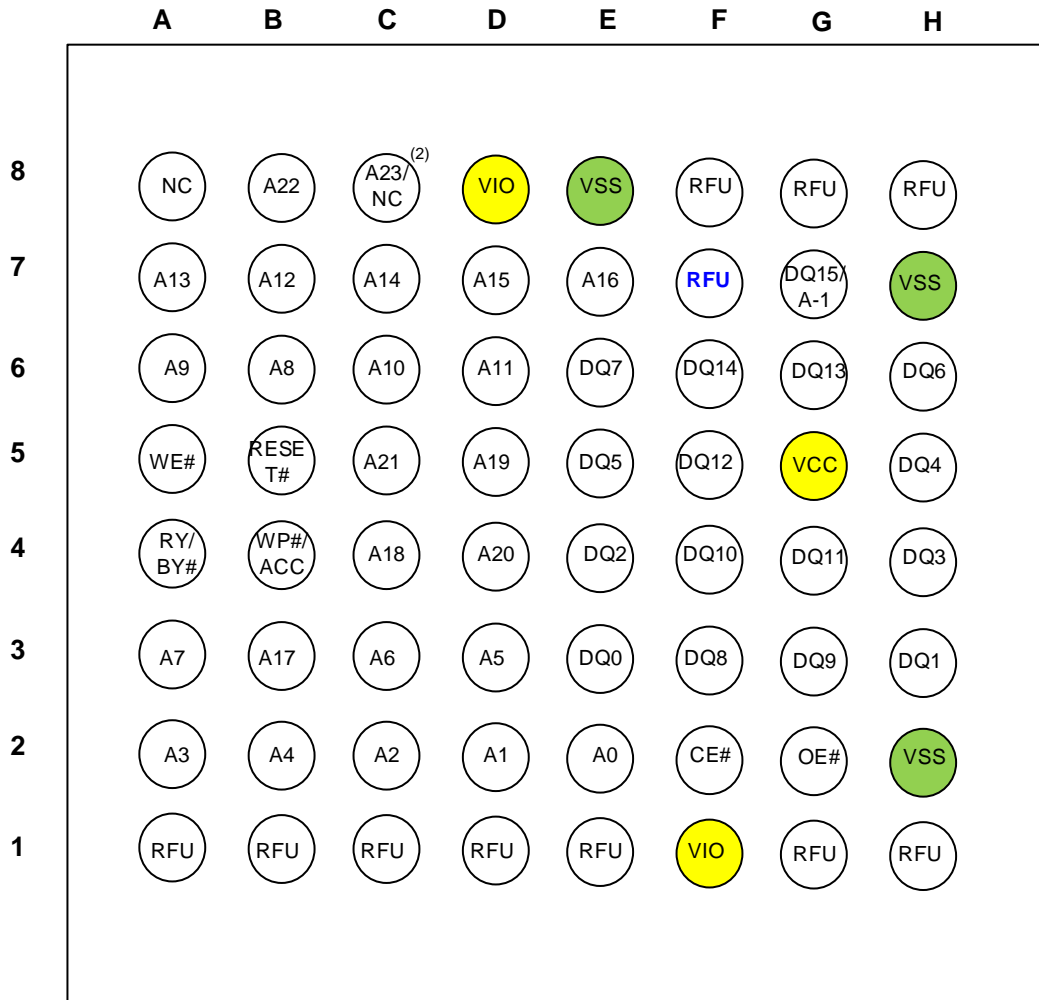 A B C D E F G H
(2)
8 NC A22 A23/ VIO VSS RFU RFU RFU
NC
7 A13 A12 A14 A15 A16 RFU DQ15/ VSS
A-1
6 A9 A8 A10 A11 DQ7 DQ14 DQ13 DQ6
5 WE# RESE A21 A19 DQ5 DQ12 VCC DQ4
T#
4 RY/ WP#/ A18 A20 DQ2 DQ10 DQ11 DQ3
BY# ACC
3 A7 A17 A6 A5 DQ0 DQ8 DQ9 DQ1
2 A3 A4 A2 A1 A0 CE# OE# VSS
1 RFU RFU RFU RFU RFU VIO RFU RFU